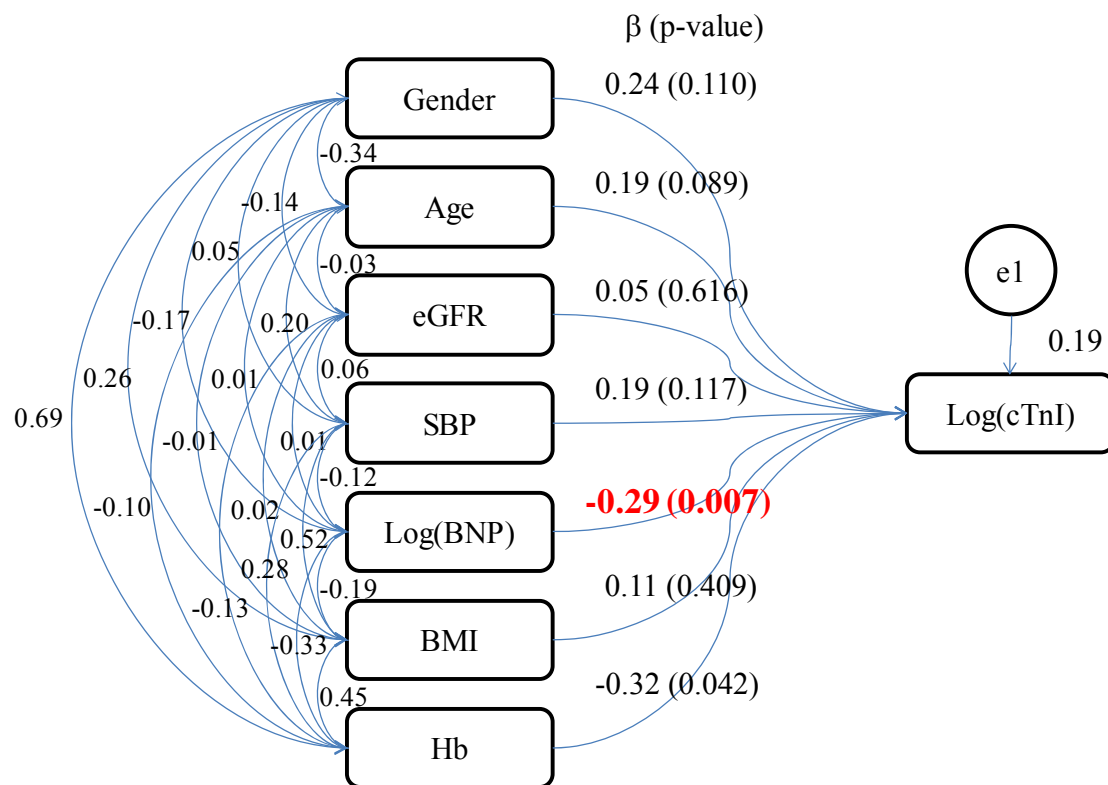 β (p-value)
Gender
0.24 (0.110)
-0.34
Age
0.19 (0.089)
-0.14
0.05
-0.03
e1
eGFR
0.05 (0.616)
-0.17
0.20
0.19
0.06
0.26
0.01
SBP
0.19 (0.117)
Log(cTnI)
0.69
-0.01
0.01
-0.12
-0.10
0.02
0.52
Log(BNP)
-0.29 (0.007)
0.28
-0.19
-0.13
-0.33
BMI
0.11 (0.409)
0.45
Hb
-0.32 (0.042)